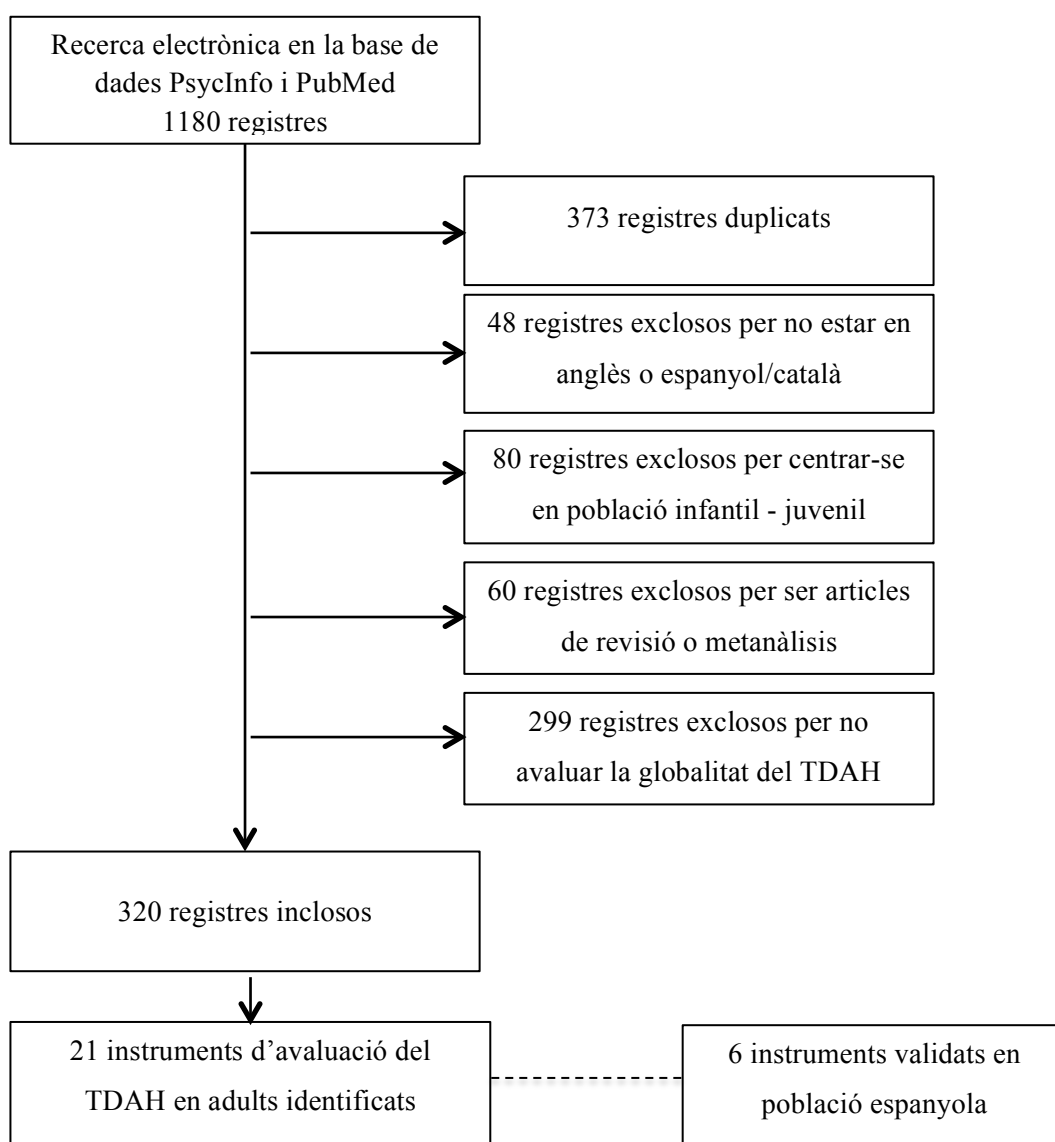 Recerca electrònica en la base de
dades PsycInfo i PubMed
1180 registres
373 registres duplicats
48 registres exclosos per no estar en
anglès o espanyol/català
80 registres exclosos per centrar-se
en població infantil - juvenil
60 registres exclosos per ser articles
de revisió o metanàlisis
299 registres exclosos per no
avaluar la globalitat del TDAH
320 registres inclosos
21 instruments d’avaluació del
TDAH en adults identificats
6 instruments validats en
població espanyola